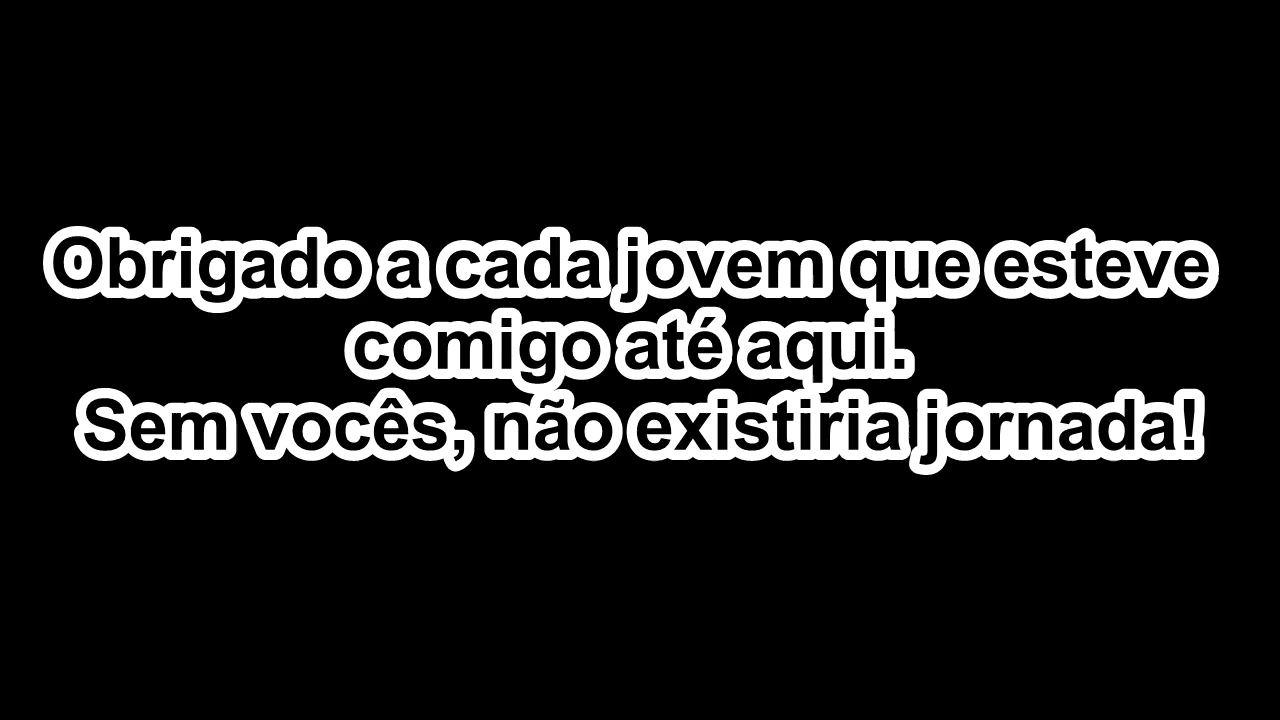 Obrigado a cada jovem que esteve
comigo até aqui.
Sem vocês, não existiria jornada!